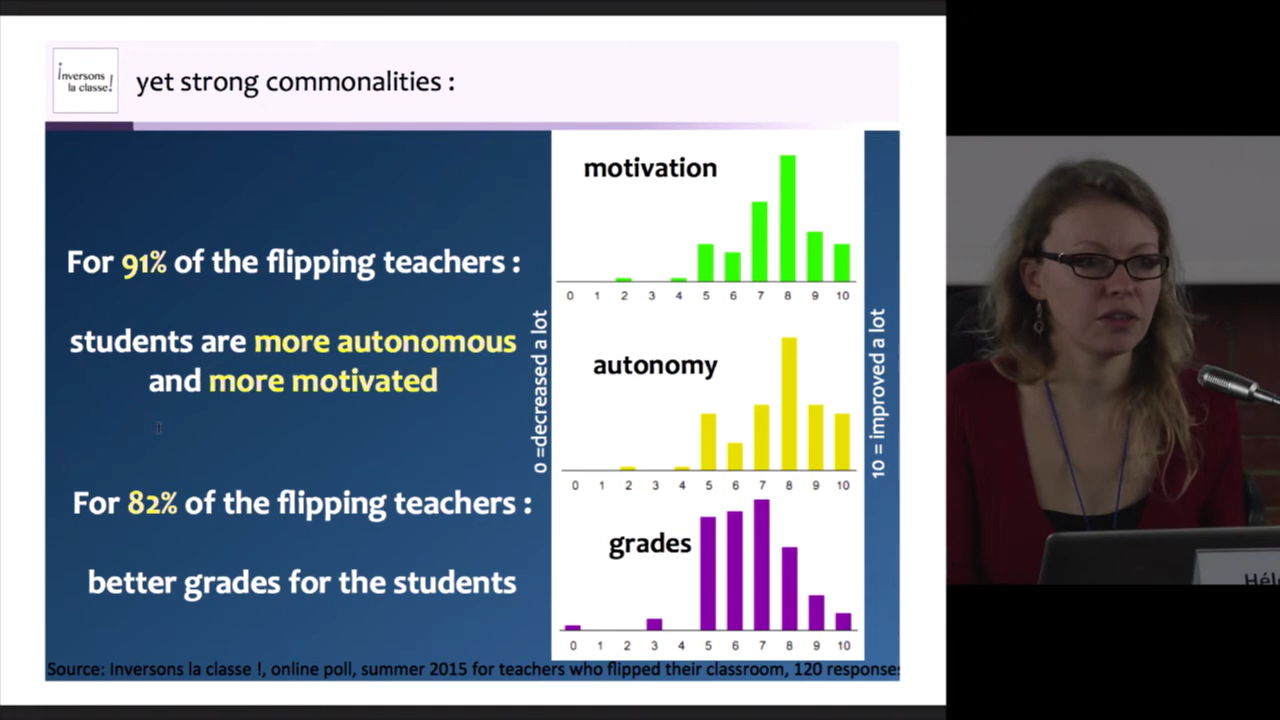 inversons
la classe!
yet strong commonalities :
For 91% of the flipping teachers :
students are more autonomous
and more motivated
For 82% of the flipping teachers :
better grades for the students
0 =decreased a lot
motivation
0 1 2 3 4 5 6 7 8 9 10
autonomy
0 1 2 3 4 5 6 7 8 9 10
grades
0 1 2 3 4 5 6 7 8 9 10
10 = improved a lot
Source: Inversons la classe !, online poll, summer 2015 for teachers who flipped their classroom, 120 responses